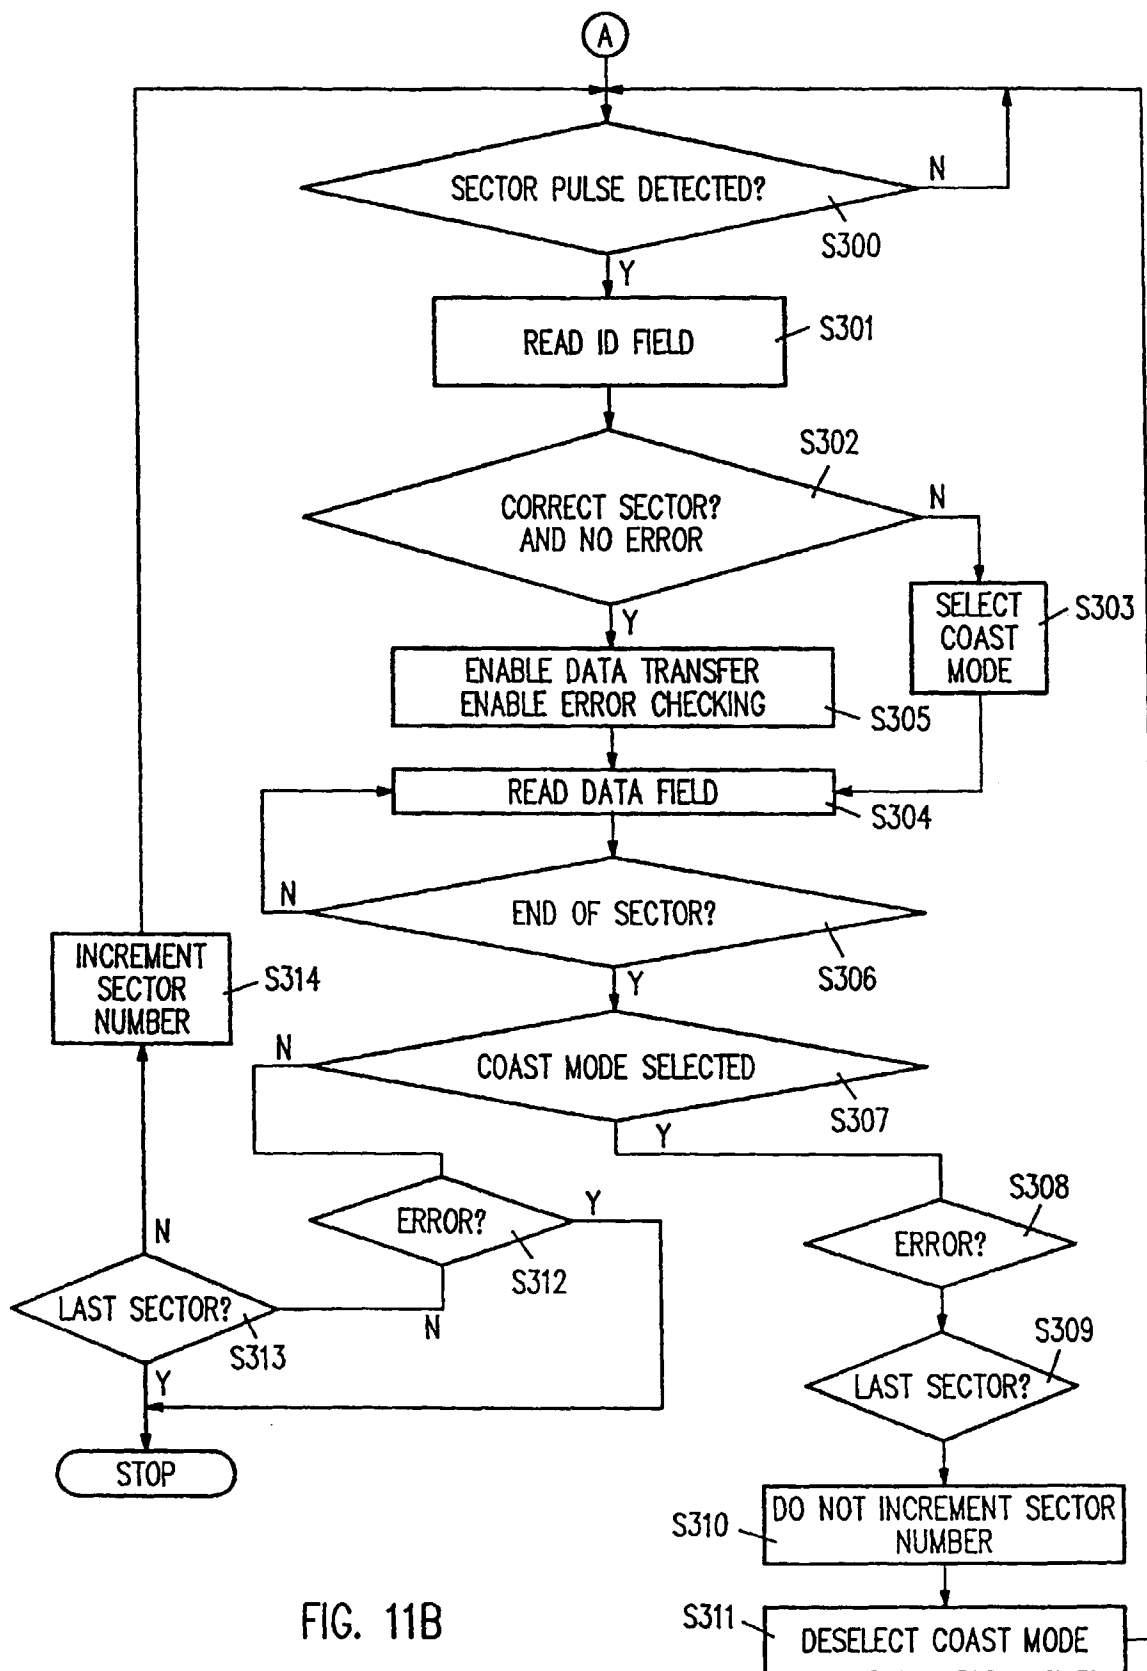 A
SECTOR PULSE DETECTED?
N
S300
Y
READ ID FIELD
S301
S302
CORRECT SECTOR?
AND NO ERROR
N
Y
SELECT
COAST
MODE
S303
ENABLE DATA TRANSFER
ENABLE ERROR CHECKING
S305
READ DATA FIELD
S304
N
END OF SECTOR?
S306
Y
INCREMENT
SECTOR
NUMBER
S314
N
COAST MODE SELECTED
S307
Y
ERROR?
Y
S312
N
S308
ERROR?
N
LAST SECTOR?
S313
Y
S309
LAST SECTOR?
STOP
S310
DO NOT INCREMENT SECTOR
NUMBER
S311
DESELECT COAST MODE
FIG. 11B